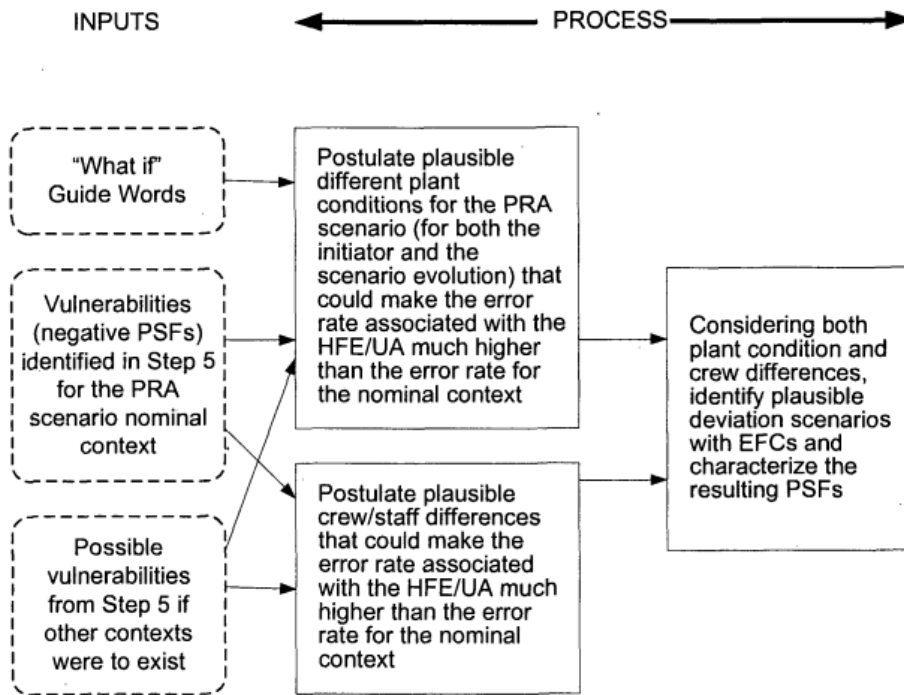 INPUTS
PROCESS
"What if"
Guide Words
Vulnerabilities
(negative PSFs)
identified in Step 5
for the PRA
scenario nominal
context
Possible
vulnerabilities
from Step 5 if
other contexts
were to exist
Postulate plausible
different plant
conditions for the PRA
scenario (for both the
initiator and the
scenario evolution) that
could make the error
rate associated with the
HFE/UA much higher
than the error rate for
the nominal context
Postulate plausible
crew/staff differences
that could make the
error rate associated
with the HFE/UA much
higher than the error
rate for the nominal
context
Considering both
plant condition and
crew differences,
identify plausible
deviation scenarios
with EFCs and
characterize the
resulting PSFs